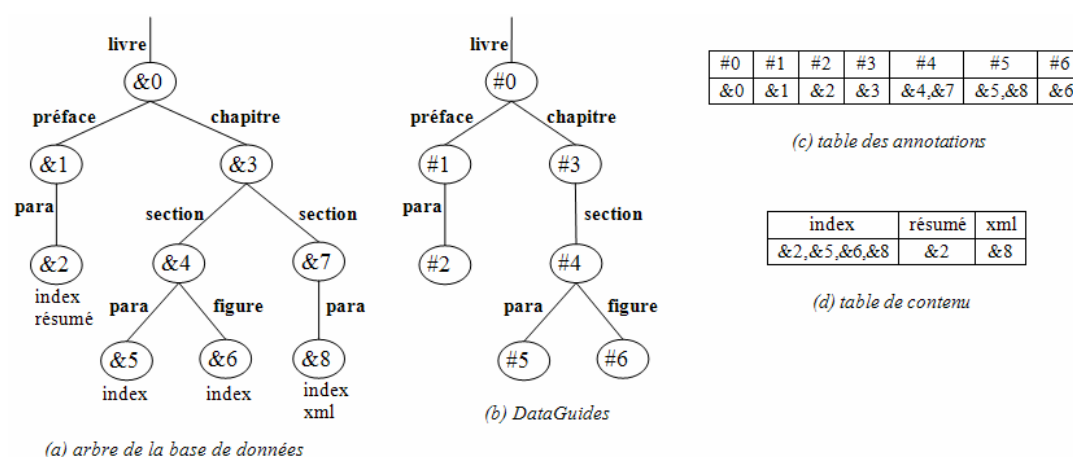 livre
&0
préface
chapitre
&1
&3
para
section
section
&2
&4
&7
index
résumé
para
figure
para
&5
&6
&8
index
index
index
xml
(a) arbre de la base de données
livre
#0
préface
chapitre
#1
#3
para
section
#2
#4
para
figure
#5
#6
(b) DataGuides
#0 #1 #2 #3 #4 #5 #6
&0 &1 &2 &3 &4,&7 &5,&8 &6
(c) table des annotations
index résumé xml
&2,&5,&6,&8 &2 &8
(d) table de contenu